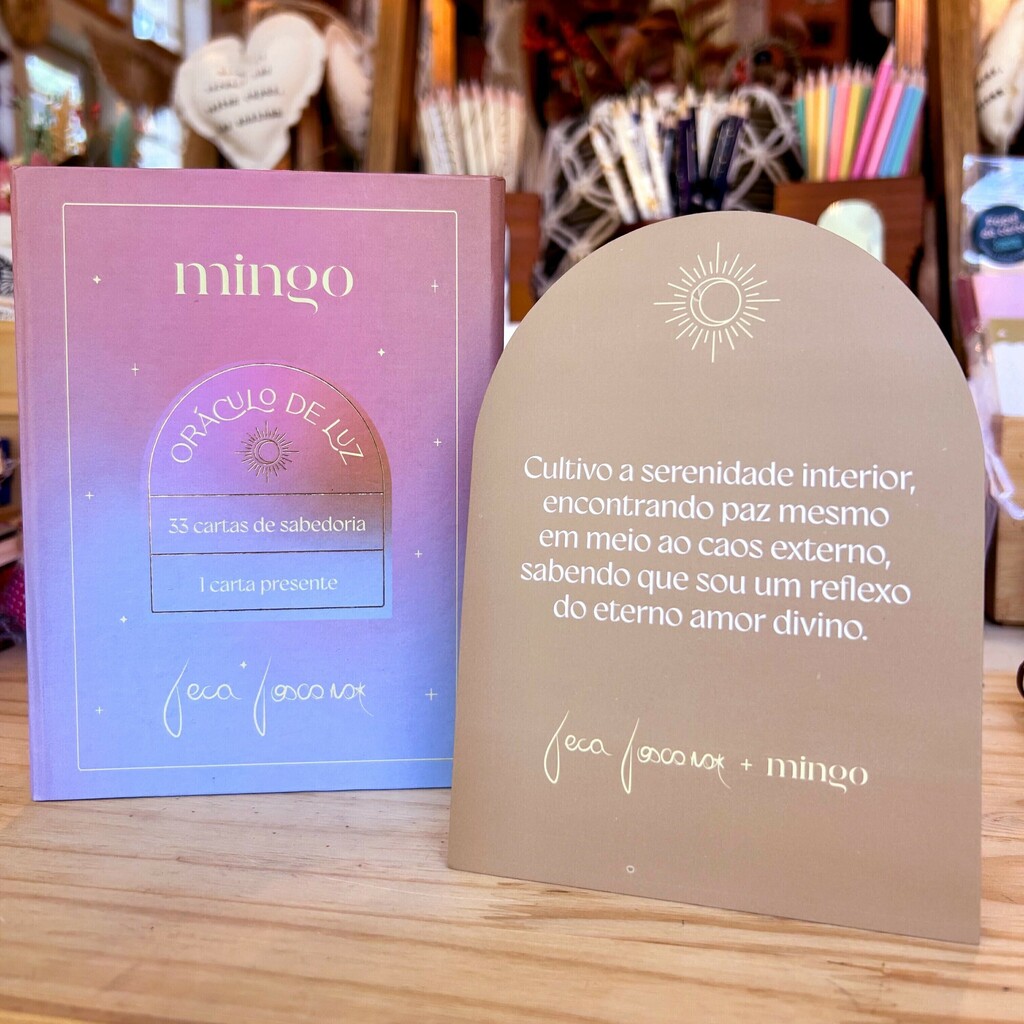 mingo
ORÁCULO DE LUZ
33 cartas de sabedoria
1 carta presente
Cultivo a serenidade interior,
encontrando paz mesmo
em meio ao caos externo,
sabendo que sou um reflexo
do eterno amor divino.
+ mingo